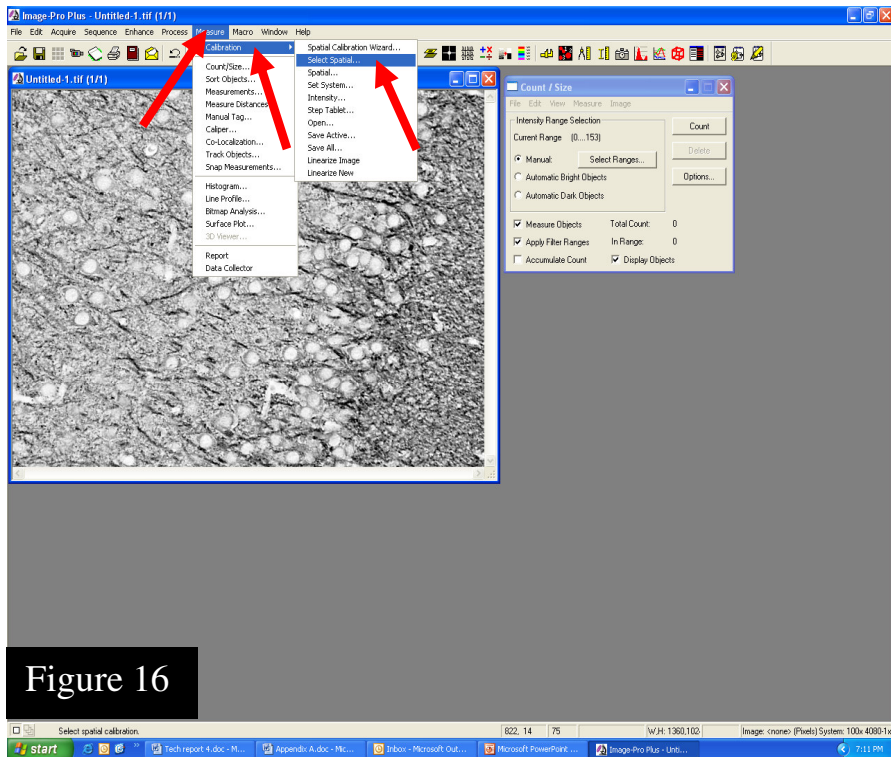 Image-Pro Plus - Untitled-1.tif (1/1)
File Edit Acquire Sequence Enhance Process Measure Macro Window Help
Untitled-1.tif (1/1)
Calibration
Count/Size...
Sort Objects...
Measurements...
Measure Distances
Manual Tag...
Caliper...
Co-Localization...
Track Objects...
Snap Measurements...
Histogram...
Line Profile...
Bitmap Analysis...
Surface Plot...
3D Viewer...
Report
Data Collector
Spatial Calibration Wizard...
Select Spatial...
Spatial...
Set System...
Intensity...
Step Tablet...
Open...
Save Active...
Save All...
Linearize Image
Linearize New
Count / Size
File Edit View Measure Image
Intensity Range Selection
Current Range (0...153)
Manual: Select Ranges...
Automatic Bright Objects
Automatic Dark Objects
Count
Delete
Options...
Measure Objects Total Count: 0
Apply Filter Ranges In Range: 0
Accumulate Count Display Objects
Figure 16
Select spatial calibration.
822, 14 75 W,H: 1360,102 Image: <none> (Pixels) System: 100x 4080-1x
start Tech report 4.doc - M... Appendix A.doc - Mic... Inbox - Microsoft Out... Microsoft PowerPoint ... Image-Pro Plus - Unti... 7:11 PM